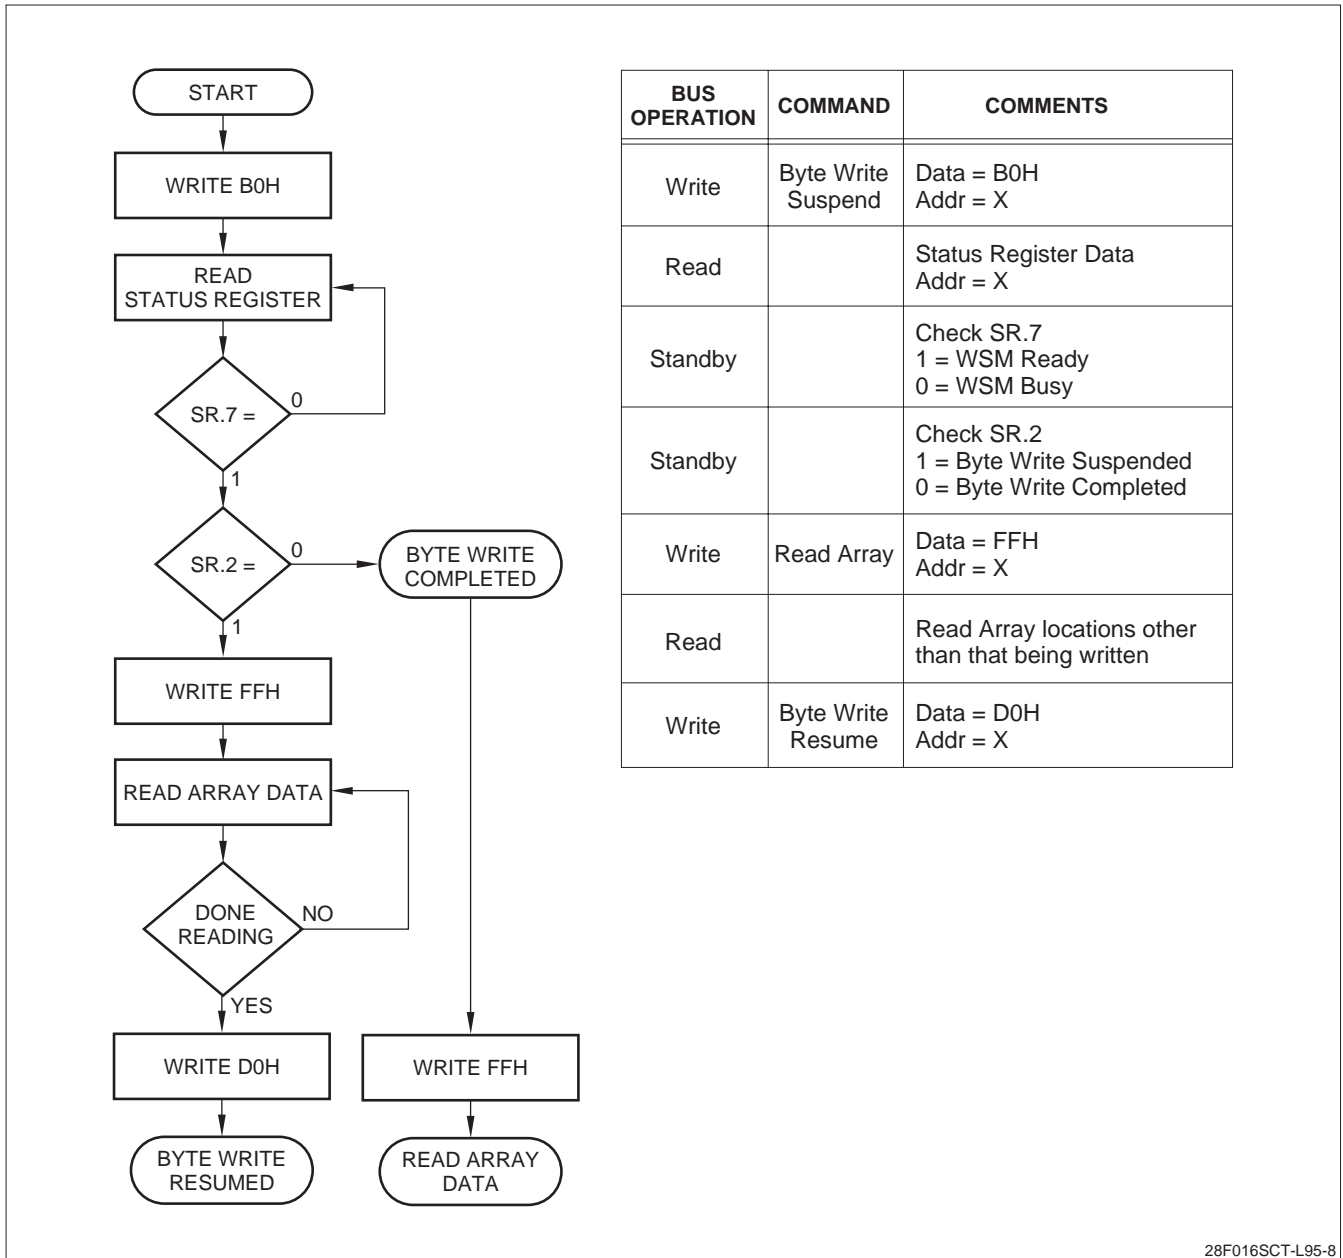 START
WRITE B0H
READ
STATUS REGISTER
SR.7 =
0
1
SR.2 =
0
1
BYTE WRITE
COMPLETED
WRITE FFH
READ ARRAY DATA
DONE
READING
NO
YES
WRITE D0H
BYTE WRITE
RESUMED
WRITE FFH
READ ARRAY
DATA
BUS
OPERATION
COMMAND
COMMENTS
Write
Byte Write
Suspend
Data = B0H
Addr = X
Read
Status Register Data
Addr = X
Standby
Check SR.7
1 = WSM Ready
0 = WSM Busy
Standby
Check SR.2
1 = Byte Write Suspended
0 = Byte Write Completed
Write
Read Array
Data = FFH
Addr = X
Read
Read Array locations other
than that being written
Write
Byte Write
Resume
Data = D0H
Addr = X
28F016SCT-L95-8